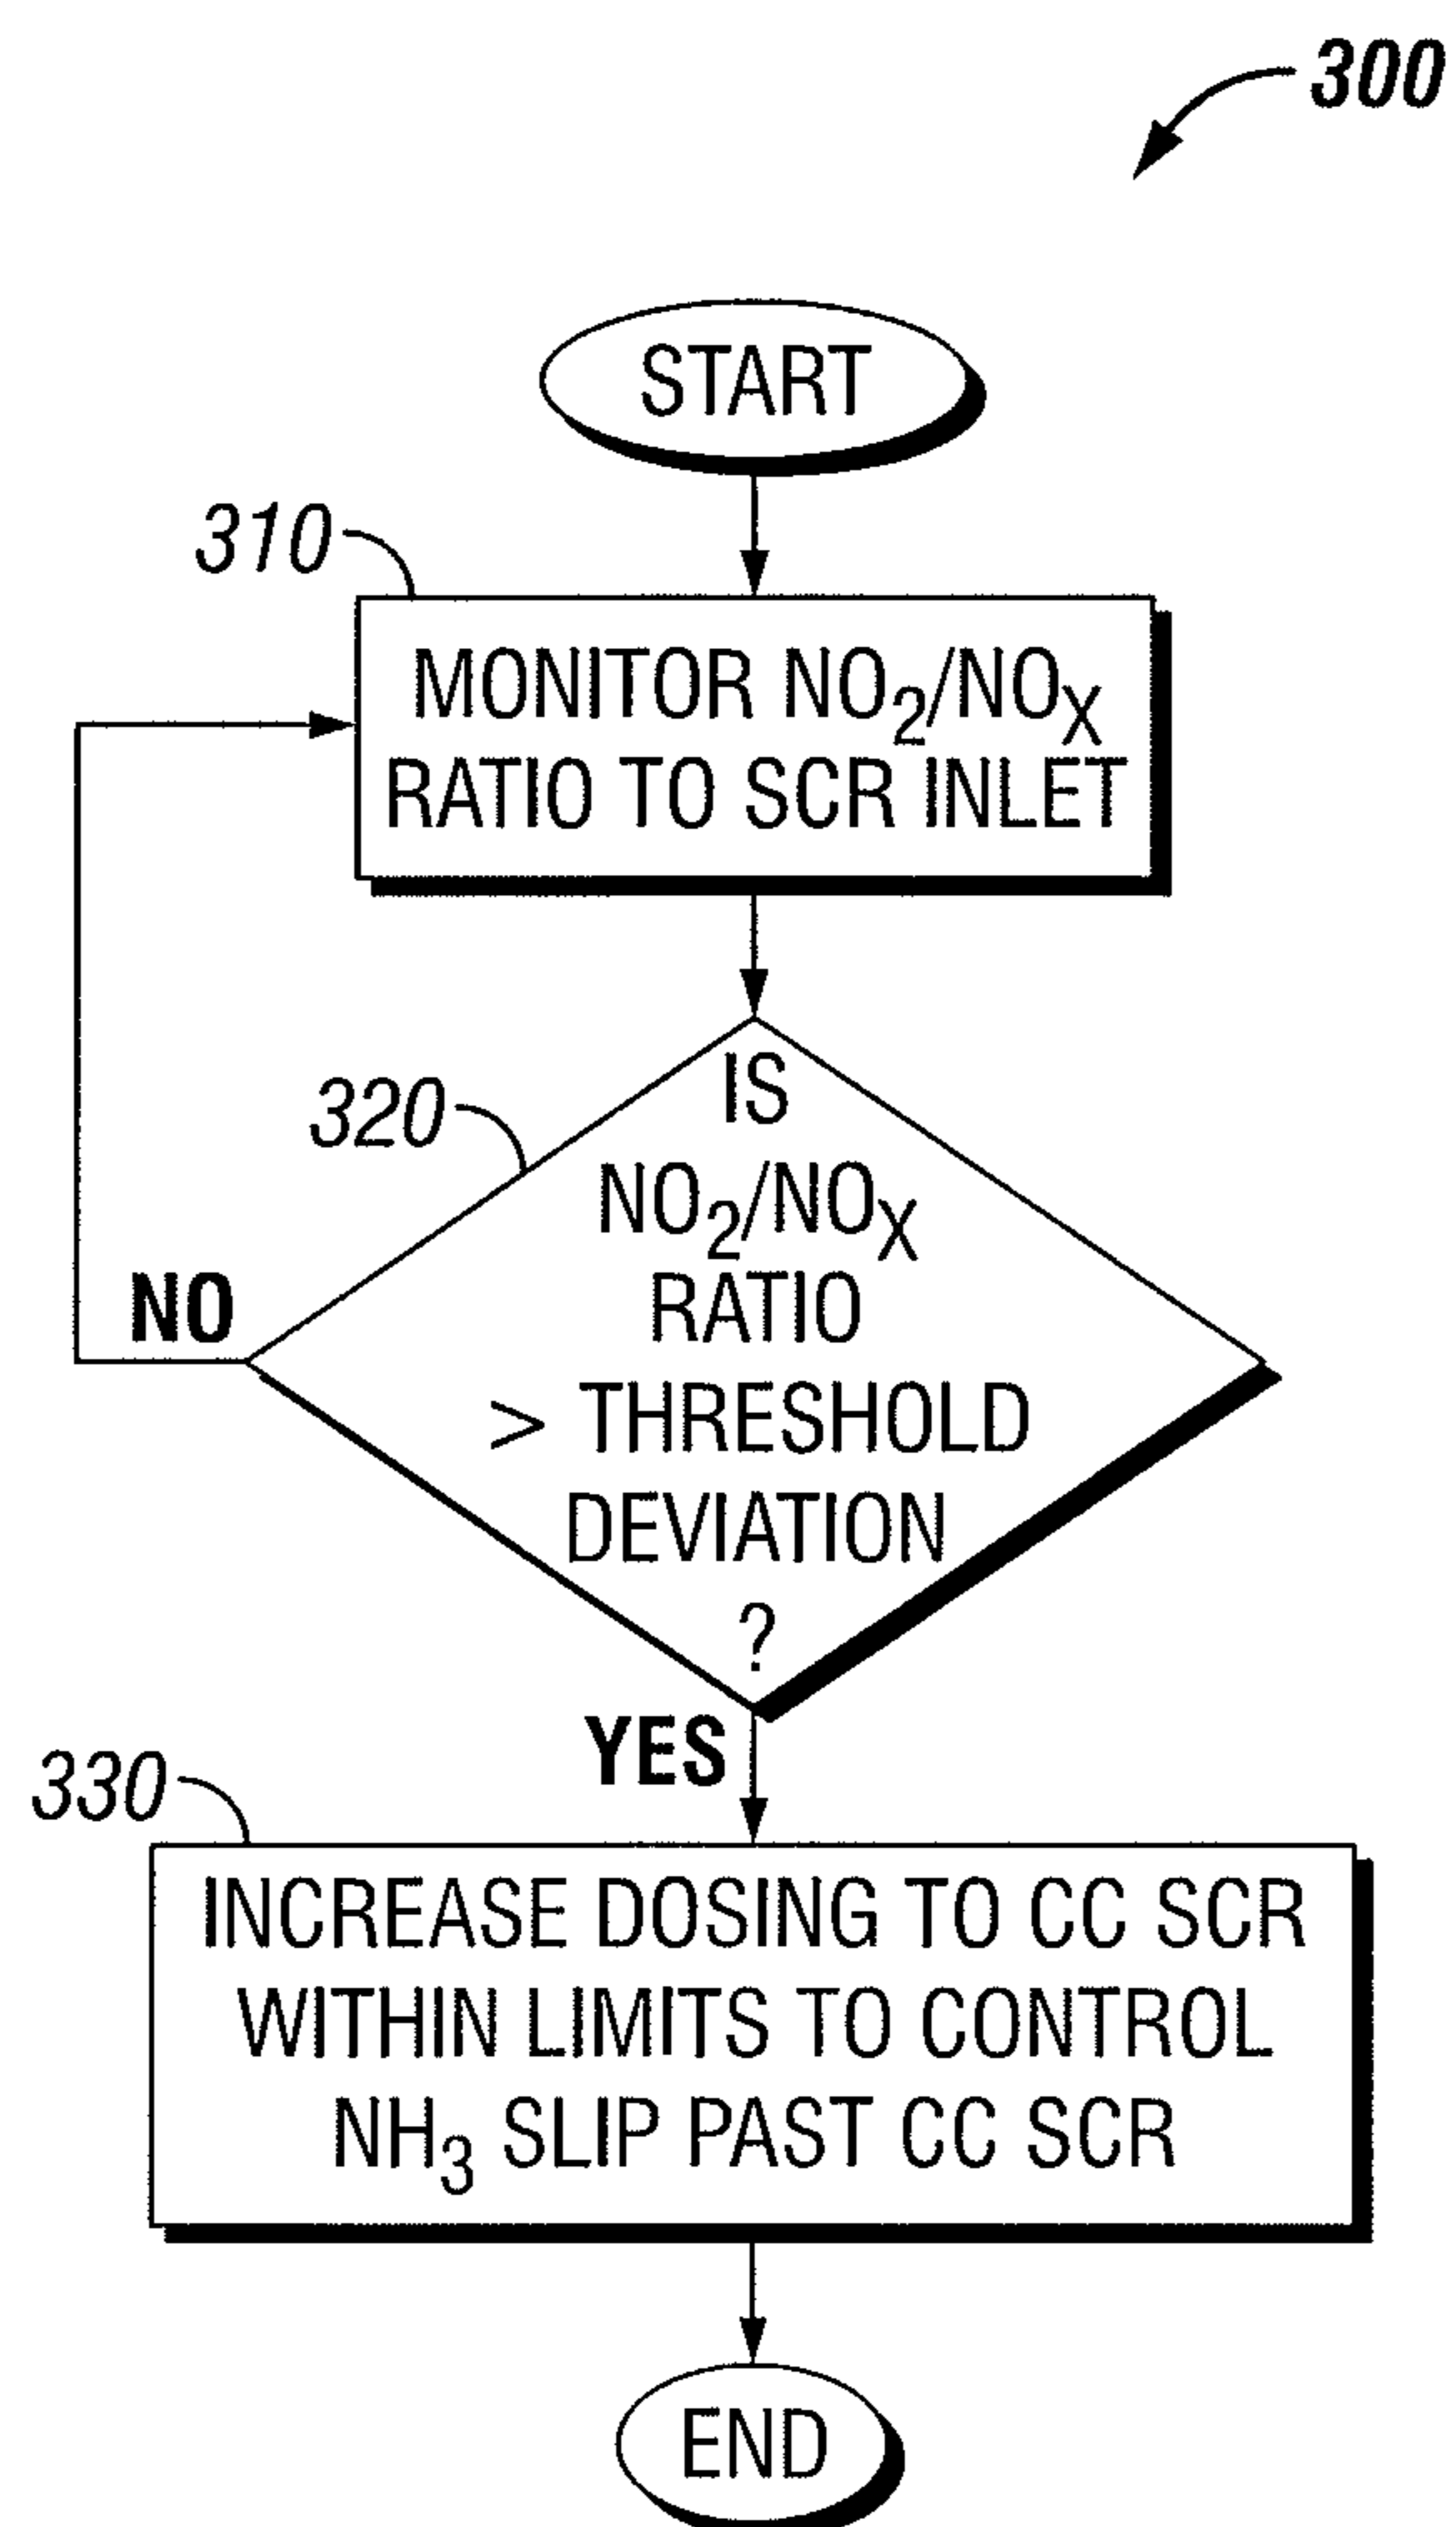 300
START
310
MONITOR NO₂/NOX
RATIO TO SCR INLET
320
IS
NO₂/NOX
RATIO
> THRESHOLD
DEVIATION
?
NO
YES
330
INCREASE DOSING TO CC SCR
WITHIN LIMITS TO CONTROL
NH₃ SLIP PAST CC SCR
END